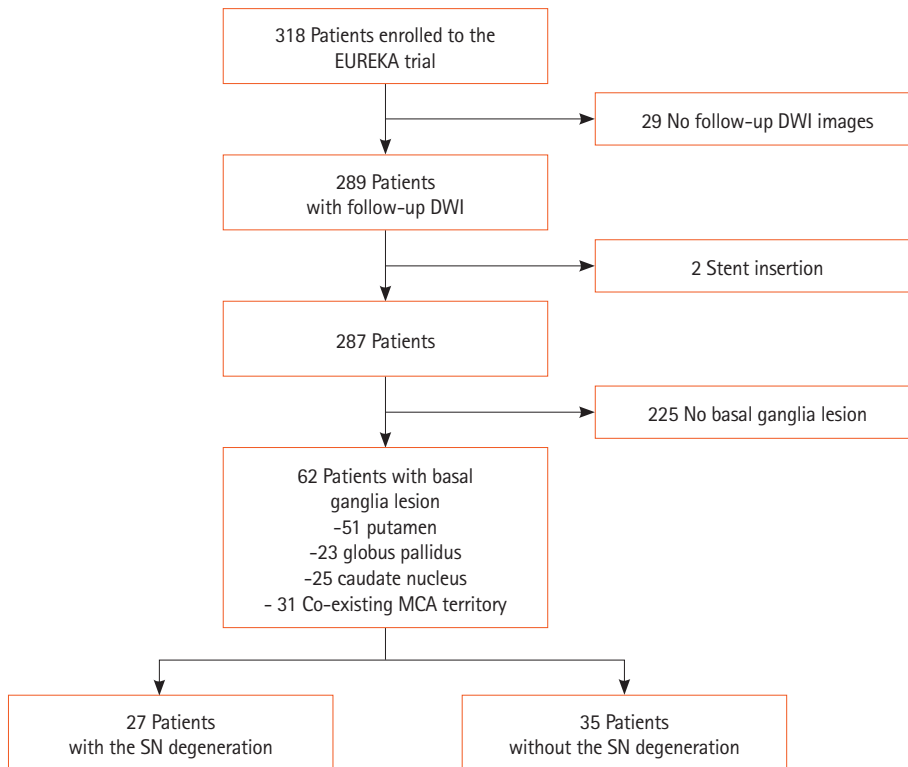 318 Patients enrolled to the
EUREKA trial
29 No follow-up DWI images
289 Patients
with follow-up DWI
2 Stent insertion
287 Patients
225 No basal ganglia lesion
62 Patients with basal
ganglia lesion
-51 putamen
-23 globus pallidus
-25 caudate nucleus
- 31 Co-existing MCA territory
27 Patients
with the SN degeneration
35 Patients
without the SN degeneration